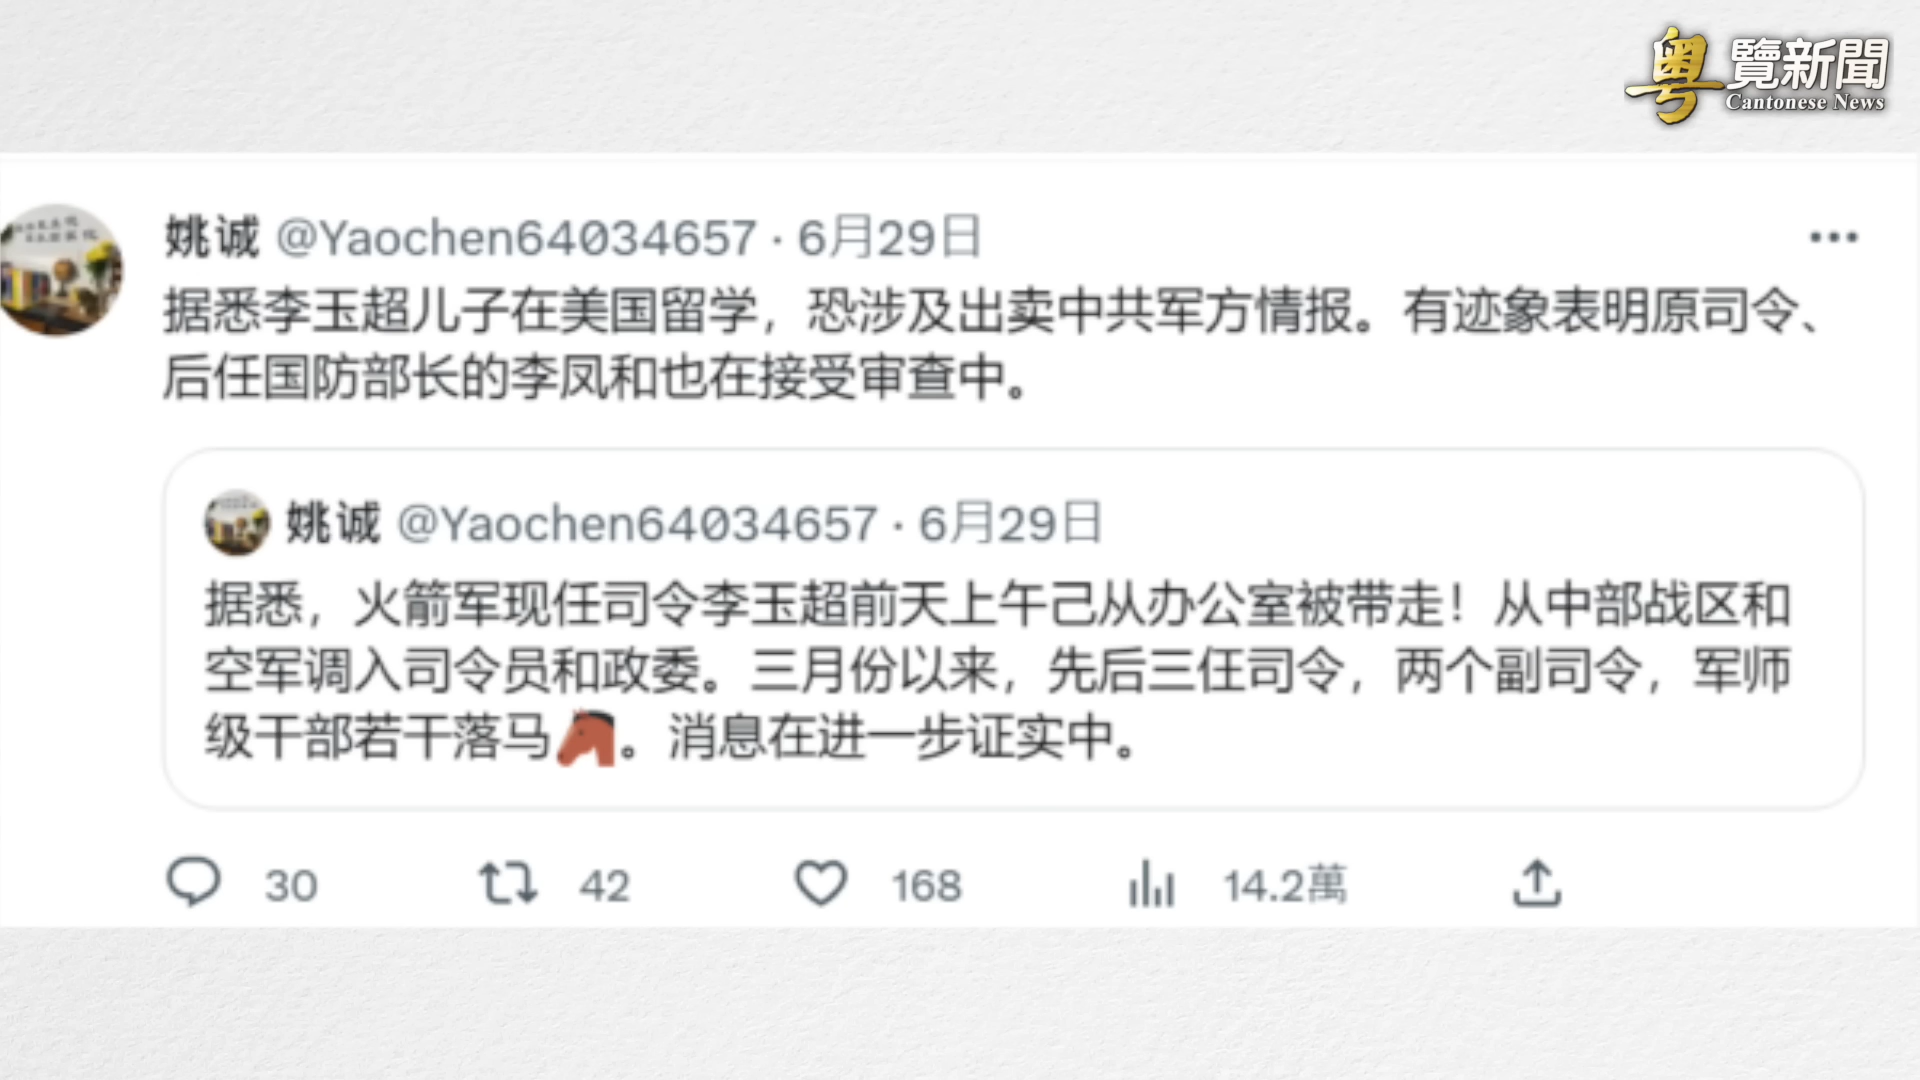 粤覽新聞
Cantonese News
姚诚 @Yaochen64034657 · 6月29日
据悉李玉超儿子在美国留学，恐涉及出卖中共军方情报。有迹象表明原司令、
后任国防部长的李凤和也在接受审查中。
姚诚 @Yaochen64034657 · 6月29日
据悉，火箭军现任司令李玉超前天上午己从办公室被带走！从中部战区和
空军调入司令员和政委。三月份以来，先后三任司令，两个副司令，军师
级干部若干落马🐴。消息在进一步证实中。
30 42 168 14.2萬